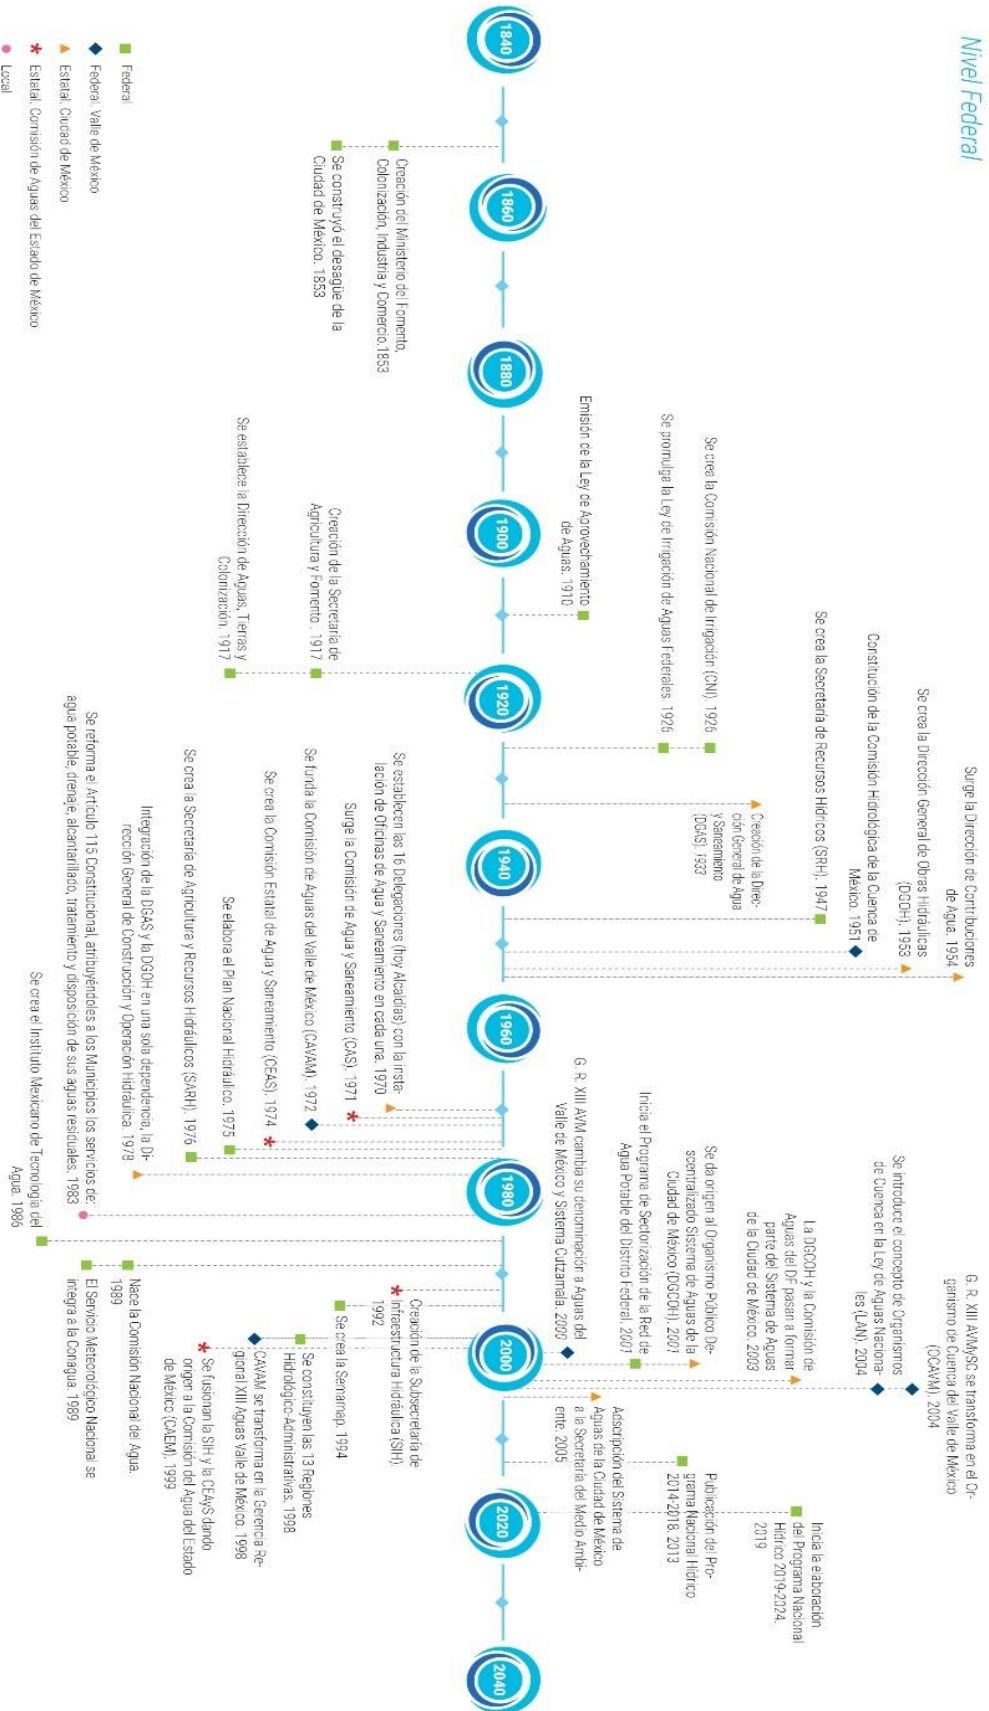 Nivel Federal
G. R. XIII AVMySC se transforma en el Or-
ganismo de Cuenca del Valle de México
(OCAVM). 2004
Surge la Dirección de Contribuciones
de Agua. 1954
Se introduce el concepto de Organismos
de Cuenca en la Ley de Aguas Naciona-
les (LAN). 2004
Se crea la Dirección General de Obras Hidráulicas
(DGOH). 1953
Constitución de la Comisión Hidrológica de la Cuenca de
México. 1951
La DGCOH y la Comisión de
Aguas del DF pasan a formar
parte del Sistema de Aguas
de la Ciudad de México. 2003
Inicia la elaboración
del Programa Nacional
Hídrico 2019-2024.
2019
Se crea la Secretaría de Recursos Hídricos (SRH). 1947
Creación de la Direc-
ción General de Agua
y Saneamiento
(DGAS). 1933
Se da origen al Organismo Público De-
scentralizado Sistema de Aguas de la
Ciudad de México (DGCOH). 2001
Publicación del Pro-
grama Nacional Hídrico
2014-2018. 2013
Se crea la Comisión Nacional de Irrigación (CNI). 1926
Se promulga la Ley de Irrigación de Aguas Federales. 1926
Inicia el Programa de Sectorización de la Red de
Agua Potable del Distrito Federal. 2001
Adscripción del Sistema de
Aguas de la Ciudad de México
a la Secretaría del Medio Ambi-
ente. 2005
Emisión de la Ley de Aprovechamiento
de Aguas. 1910
G. R. XIII AVM cambia su denominación a Aguas del
Valle de México y Sistema Cutzamala. 2000
1840
1860
1880
1900
1920
1940
1960
1980
2000
2020
2040
Creación del Ministerio del Fomento,
Colonización, Industria y Comercio.1853
Se construyó el desagüe de la
Ciudad de México. 1853
Creación de la Secretaría de
Agricultura y Fomento . 1917
Se establece la Dirección de Aguas, Tierras y
Colonización. 1917
Se establecen las 16 Delegaciones (hoy Alcaldías) con la insta-
lación de Oficinas de Agua y Saneamiento en cada una. 1970
Surge la Comisión de Agua y Saneamiento (CAS). 1971
Se funda la Comisión de Aguas del Valle de México (CAVAM). 1972
Se crea la Comisión Estatal de Agua y Saneamiento (CEAS). 1974
Se elabora el Plan Nacional Hidráulico. 1975
Se crea la Secretaría de Agricultura y Recursos Hidráulicos (SARH). 1976
Integración de la DGAS y la DGOH en una sola dependencia, la Di-
rección General de Construcción y Operación Hidráulica. 1978
Se reforma el Artículo 115 Constitucional, atribuyéndoles a los Municipios los servicios de:
agua potable, drenaje, alcantarillado, tratamiento y disposición de sus aguas residuales. 1983
Se crea el Instituto Mexicano de Tecnología del
Agua. 1986
Creación de la Subsecretaría de
Infraestructura Hidráulica (SIH).
1992
Se crea la Semarnap. 1994
Se constituyen las 13 Regiones
Hidrológico-Administrativas. 1998
CAVAM se transforma en la Gerencia Re-
gional XIII Aguas Valle de México. 1998
Se fusionan la SIH y la CEAyS dando
origen a la Comisión del Agua del Estado
de México (CAEM). 1999
Nace la Comisión Nacional del Agua.
1989
El Servicio Meteorológico Nacional se
integra a la Conagua. 1989
Federal
Federal. Valle de México
Estatal. Ciudad de México
Estatal. Comisión de Aguas del Estado de México
Local